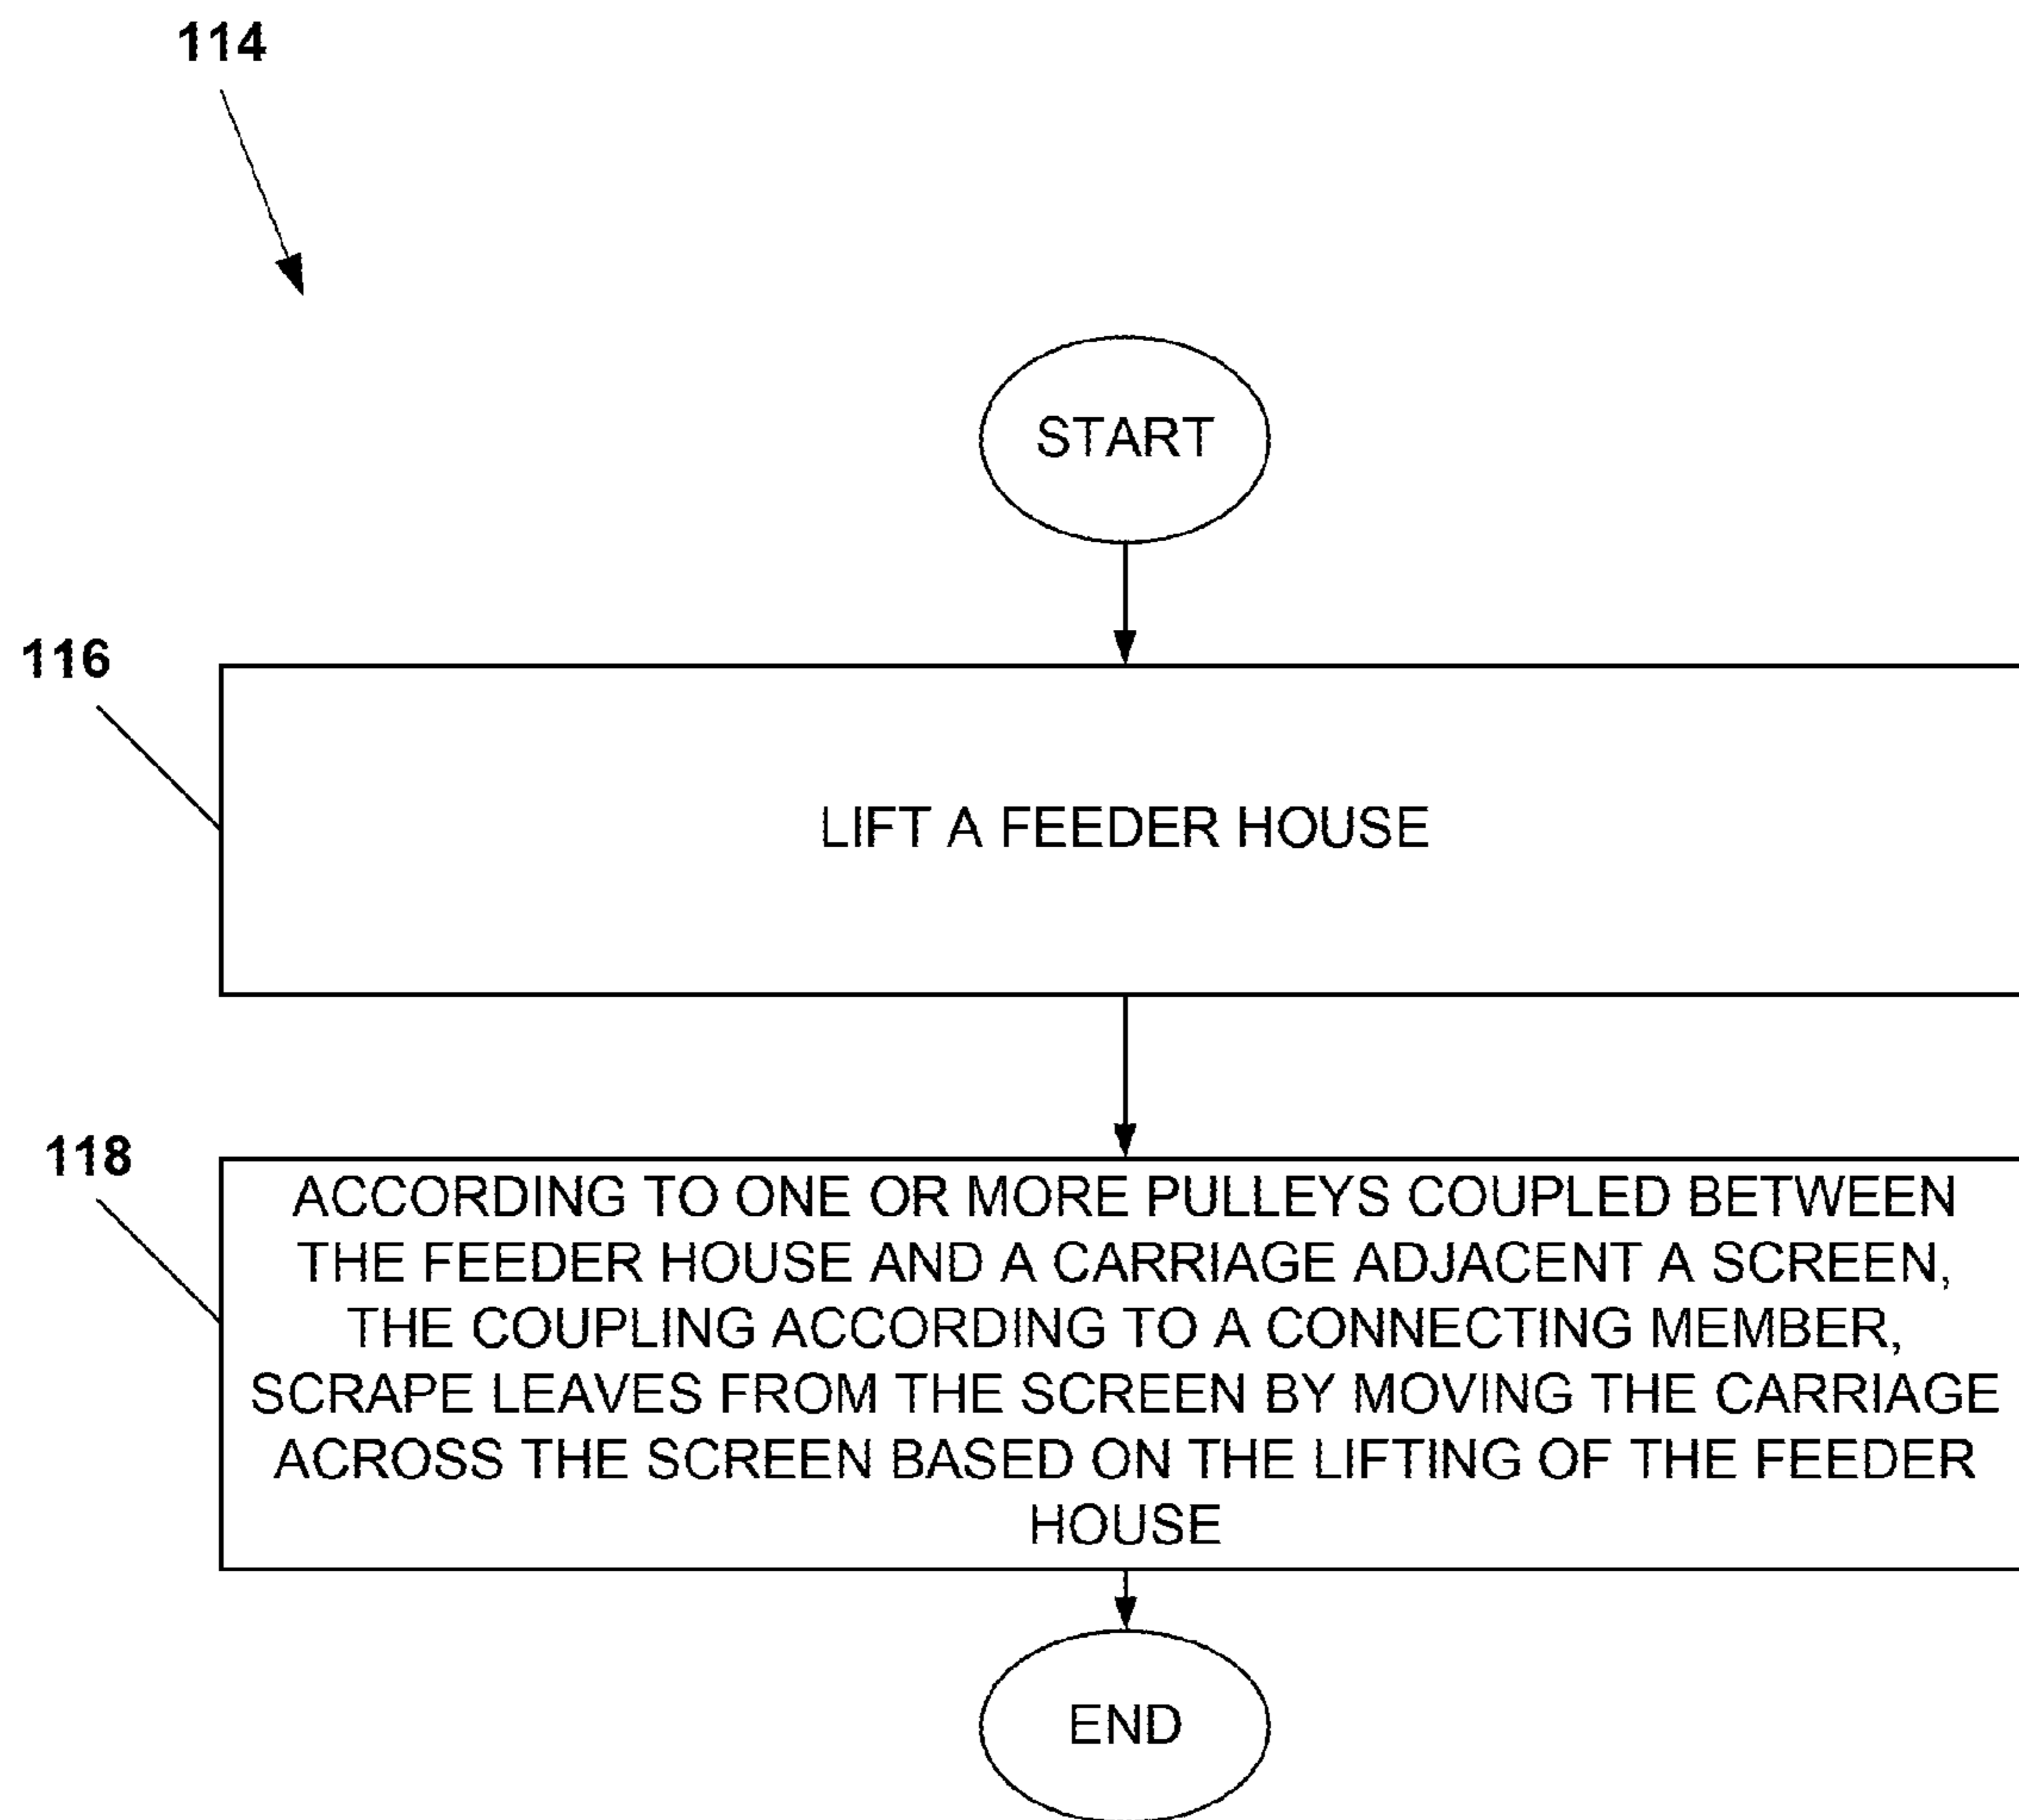 114
START
116
LIFT A FEEDER HOUSE
118
ACCORDING TO ONE OR MORE PULLEYS COUPLED BETWEEN
THE FEEDER HOUSE AND A CARRIAGE ADJACENT A SCREEN,
THE COUPLING ACCORDING TO A CONNECTING MEMBER,
SCRAPE LEAVES FROM THE SCREEN BY MOVING THE CARRIAGE
ACROSS THE SCREEN BASED ON THE LIFTING OF THE FEEDER
HOUSE
END